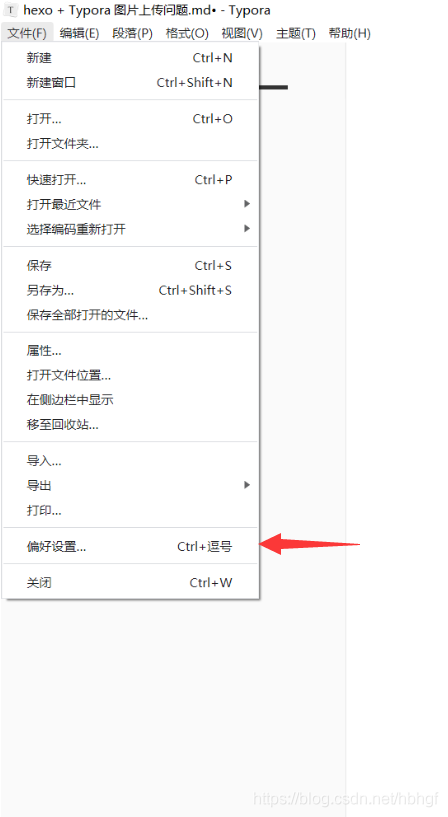 hexo + Typora 图片上传问题.md• - Typora
文件(F) 编辑(E) 段落(P) 格式(O) 视图(V) 主题(T) 帮助(H)
新建 Ctrl+N
新建窗口 Ctrl+Shift+N
打开... Ctrl+O
打开文件夹...
快速打开... Ctrl+P
打开最近文件
选择编码重新打开
保存 Ctrl+S
另存为... Ctrl+Shift+S
保存全部打开的文件...
属性...
打开文件位置...
在侧边栏中显示
移至回收站...
导入...
导出
打印...
偏好设置... Ctrl+逗号
关闭 Ctrl+W
https://blog.csdn.net/hbhgf